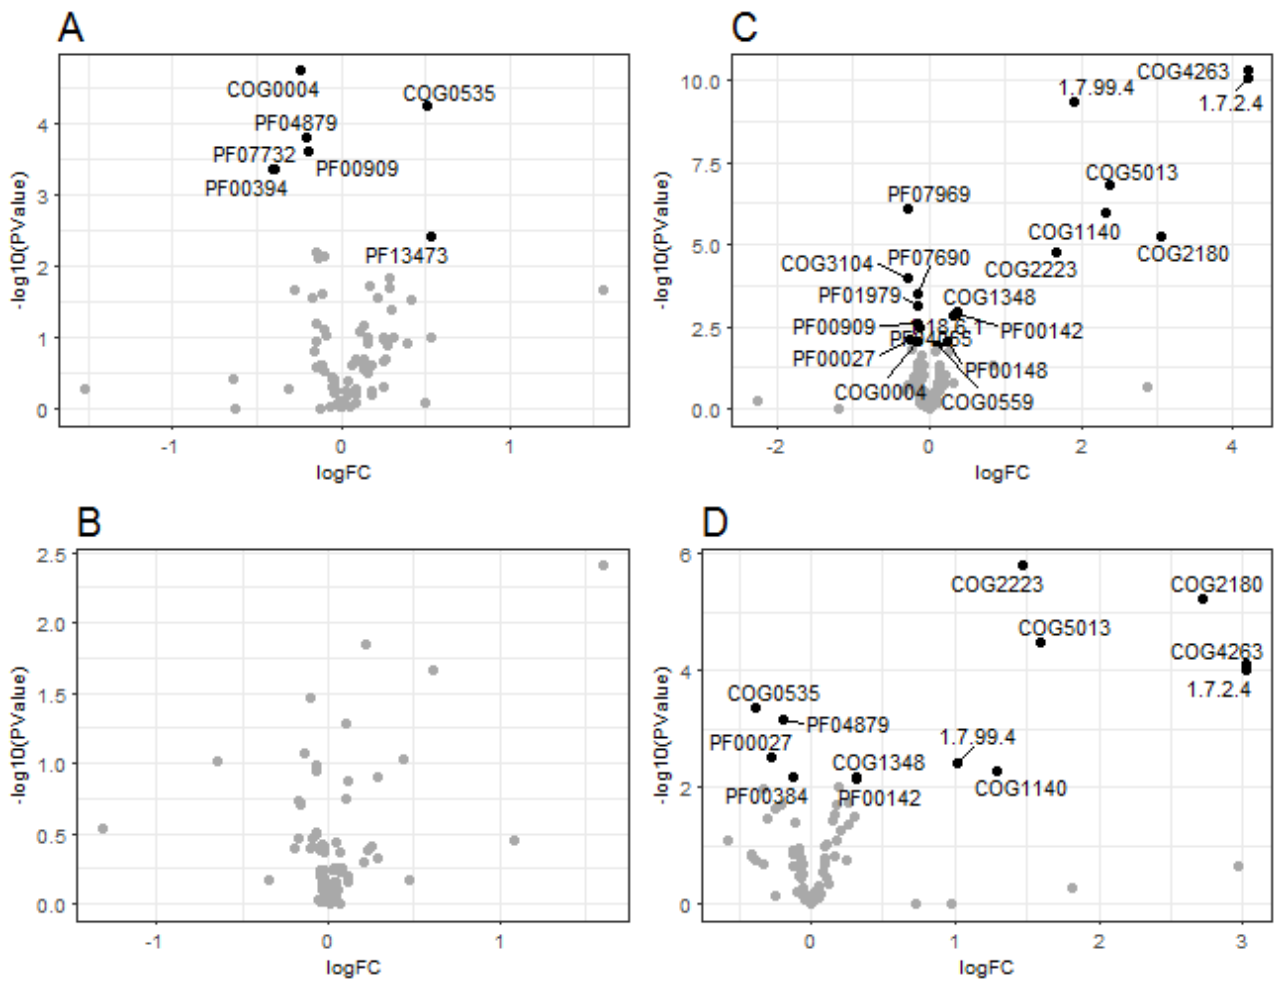 A
COG0004
COG0535
PF04879
PF07732
PF00909
PF00394
PF13473
4
3
2
1
0
-log10(PValue)
-1
0
1
logFC
C
COG4263
1.7.99.4
1.7.2.4
COG5013
PF07969
COG1140
COG2180
COG2223
PF07690
COG3104
PF01979
COG1348
PF00909
1.18.6.1
PF00142
PF00027
PF00148
COG0004
COG0559
10.0
7.5
5.0
2.5
0.0
-log10(PValue)
-2
0
2
4
logFC
B
2.5
2.0
1.5
1.0
0.5
0.0
-log10(PValue)
-1
0
1
logFC
D
COG2223
COG2180
COG5013
COG4263
1.7.2.4
COG0535
PF04879
PF00027
1.7.99.4
COG1348
PF00384
PF00142
COG1140
6
4
2
0
-log10(PValue)
0
1
2
3
logFC